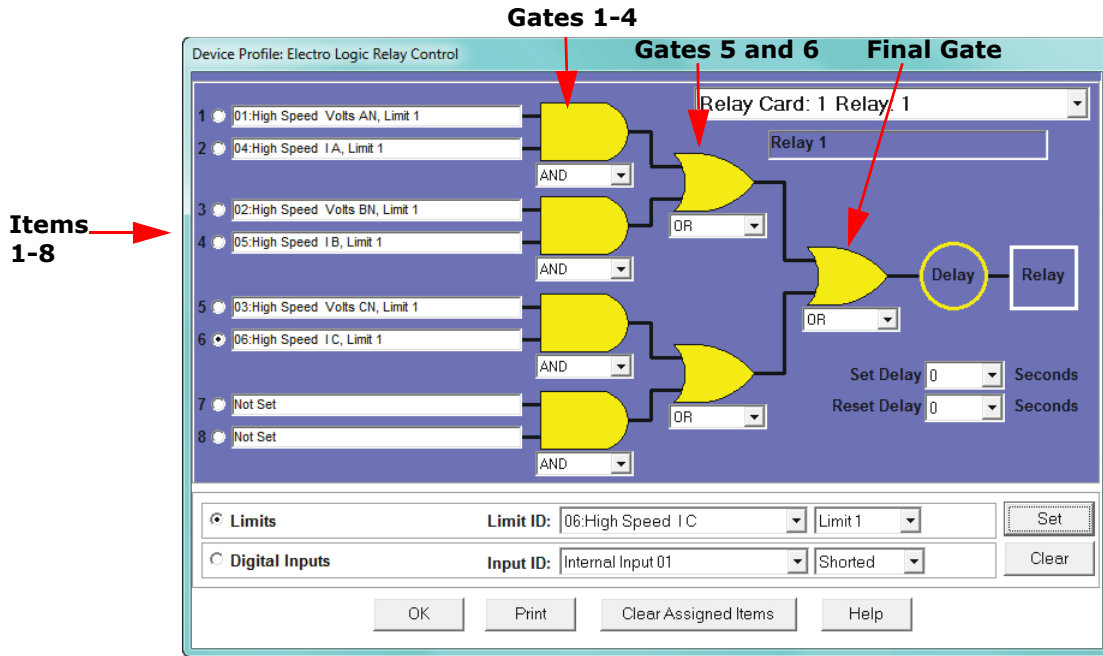 Gates 1-4
Gates 5 and 6
Final Gate
Items
1-8
Device Profile: Electro Logic Relay Control
Relay Card: 1 Relay: 1
Relay 1
1 01:High Speed Volts AN, Limit 1
2 04:High Speed I A, Limit 1
AND
3 02:High Speed Volts BN, Limit 1
4 05:High Speed I B, Limit 1
AND
OR
5 03:High Speed Volts CN, Limit 1
6 06:High Speed I C, Limit 1
AND
7 Not Set
8 Not Set
AND
OR
OR
Delay
Relay
Set Delay 0 Seconds
Reset Delay 0 Seconds
Limits Limit ID: 06:High Speed I C Limit 1 Set
Digital Inputs Input ID: Internal Input 01 Shorted Clear
OK Print Clear Assigned Items Help